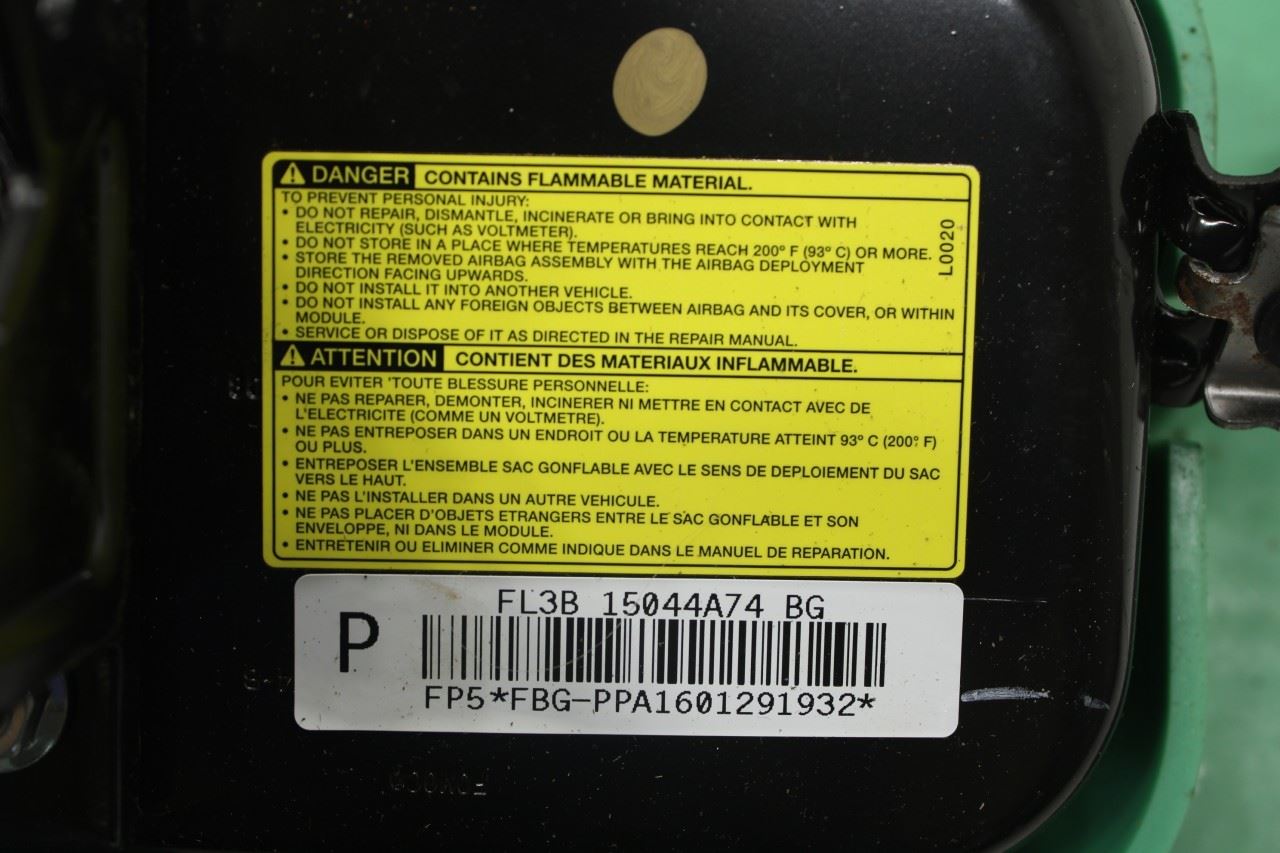 DANGER CONTAINS FLAMMABLE MATERIAL.
TO PREVENT PERSONAL INJURY:
• DO NOT REPAIR, DISMANTLE, INCINERATE OR BRING INTO CONTACT WITH
ELECTRICITY (SUCH AS VOLTMETER).
• DO NOT STORE IN A PLACE WHERE TEMPERATURES REACH 200° F (93° C) OR MORE.
• STORE THE REMOVED AIRBAG ASSEMBLY WITH THE AIRBAG DEPLOYMENT
DIRECTION FACING UPWARDS.
• DO NOT INSTALL IT INTO ANOTHER VEHICLE.
• DO NOT INSTALL ANY FOREIGN OBJECTS BETWEEN AIRBAG AND ITS COVER, OR WITHIN
MODULE.
• SERVICE OR DISPOSE OF IT AS DIRECTED IN THE REPAIR MANUAL.
L0020
ATTENTION CONTIENT DES MATERIAUX INFLAMMABLE.
POUR EVITER 'TOUTE BLESSURE PERSONNELLE:
• NE PAS REPARER, DEMONTER, INCINERER NI METTRE EN CONTACT AVEC DE
L'ELECTRICITE (COMME UN VOLTMETRE).
• NE PAS ENTREPOSER DANS UN ENDROIT OU LA TEMPERATURE ATTEINT 93° C (200° F)
OU PLUS.
• ENTREPOSER L'ENSEMBLE SAC GONFLABLE AVEC LE SENS DE DEPLOIEMENT DU SAC
VERS LE HAUT.
• NE PAS L'INSTALLER DANS UN AUTRE VEHICULE.
• NE PAS PLACER D'OBJETS ETRANGERS ENTRE LE SAC GONFLABLE ET SON
ENVELOPPE, NI DANS LE MODULE.
• ENTRETENIR OU ELIMINER COMME INDIQUE DANS LE MANUEL DE REPARATION.
FL3B 15044A74 BG
P
FP5*FBG-PPA1601291932*